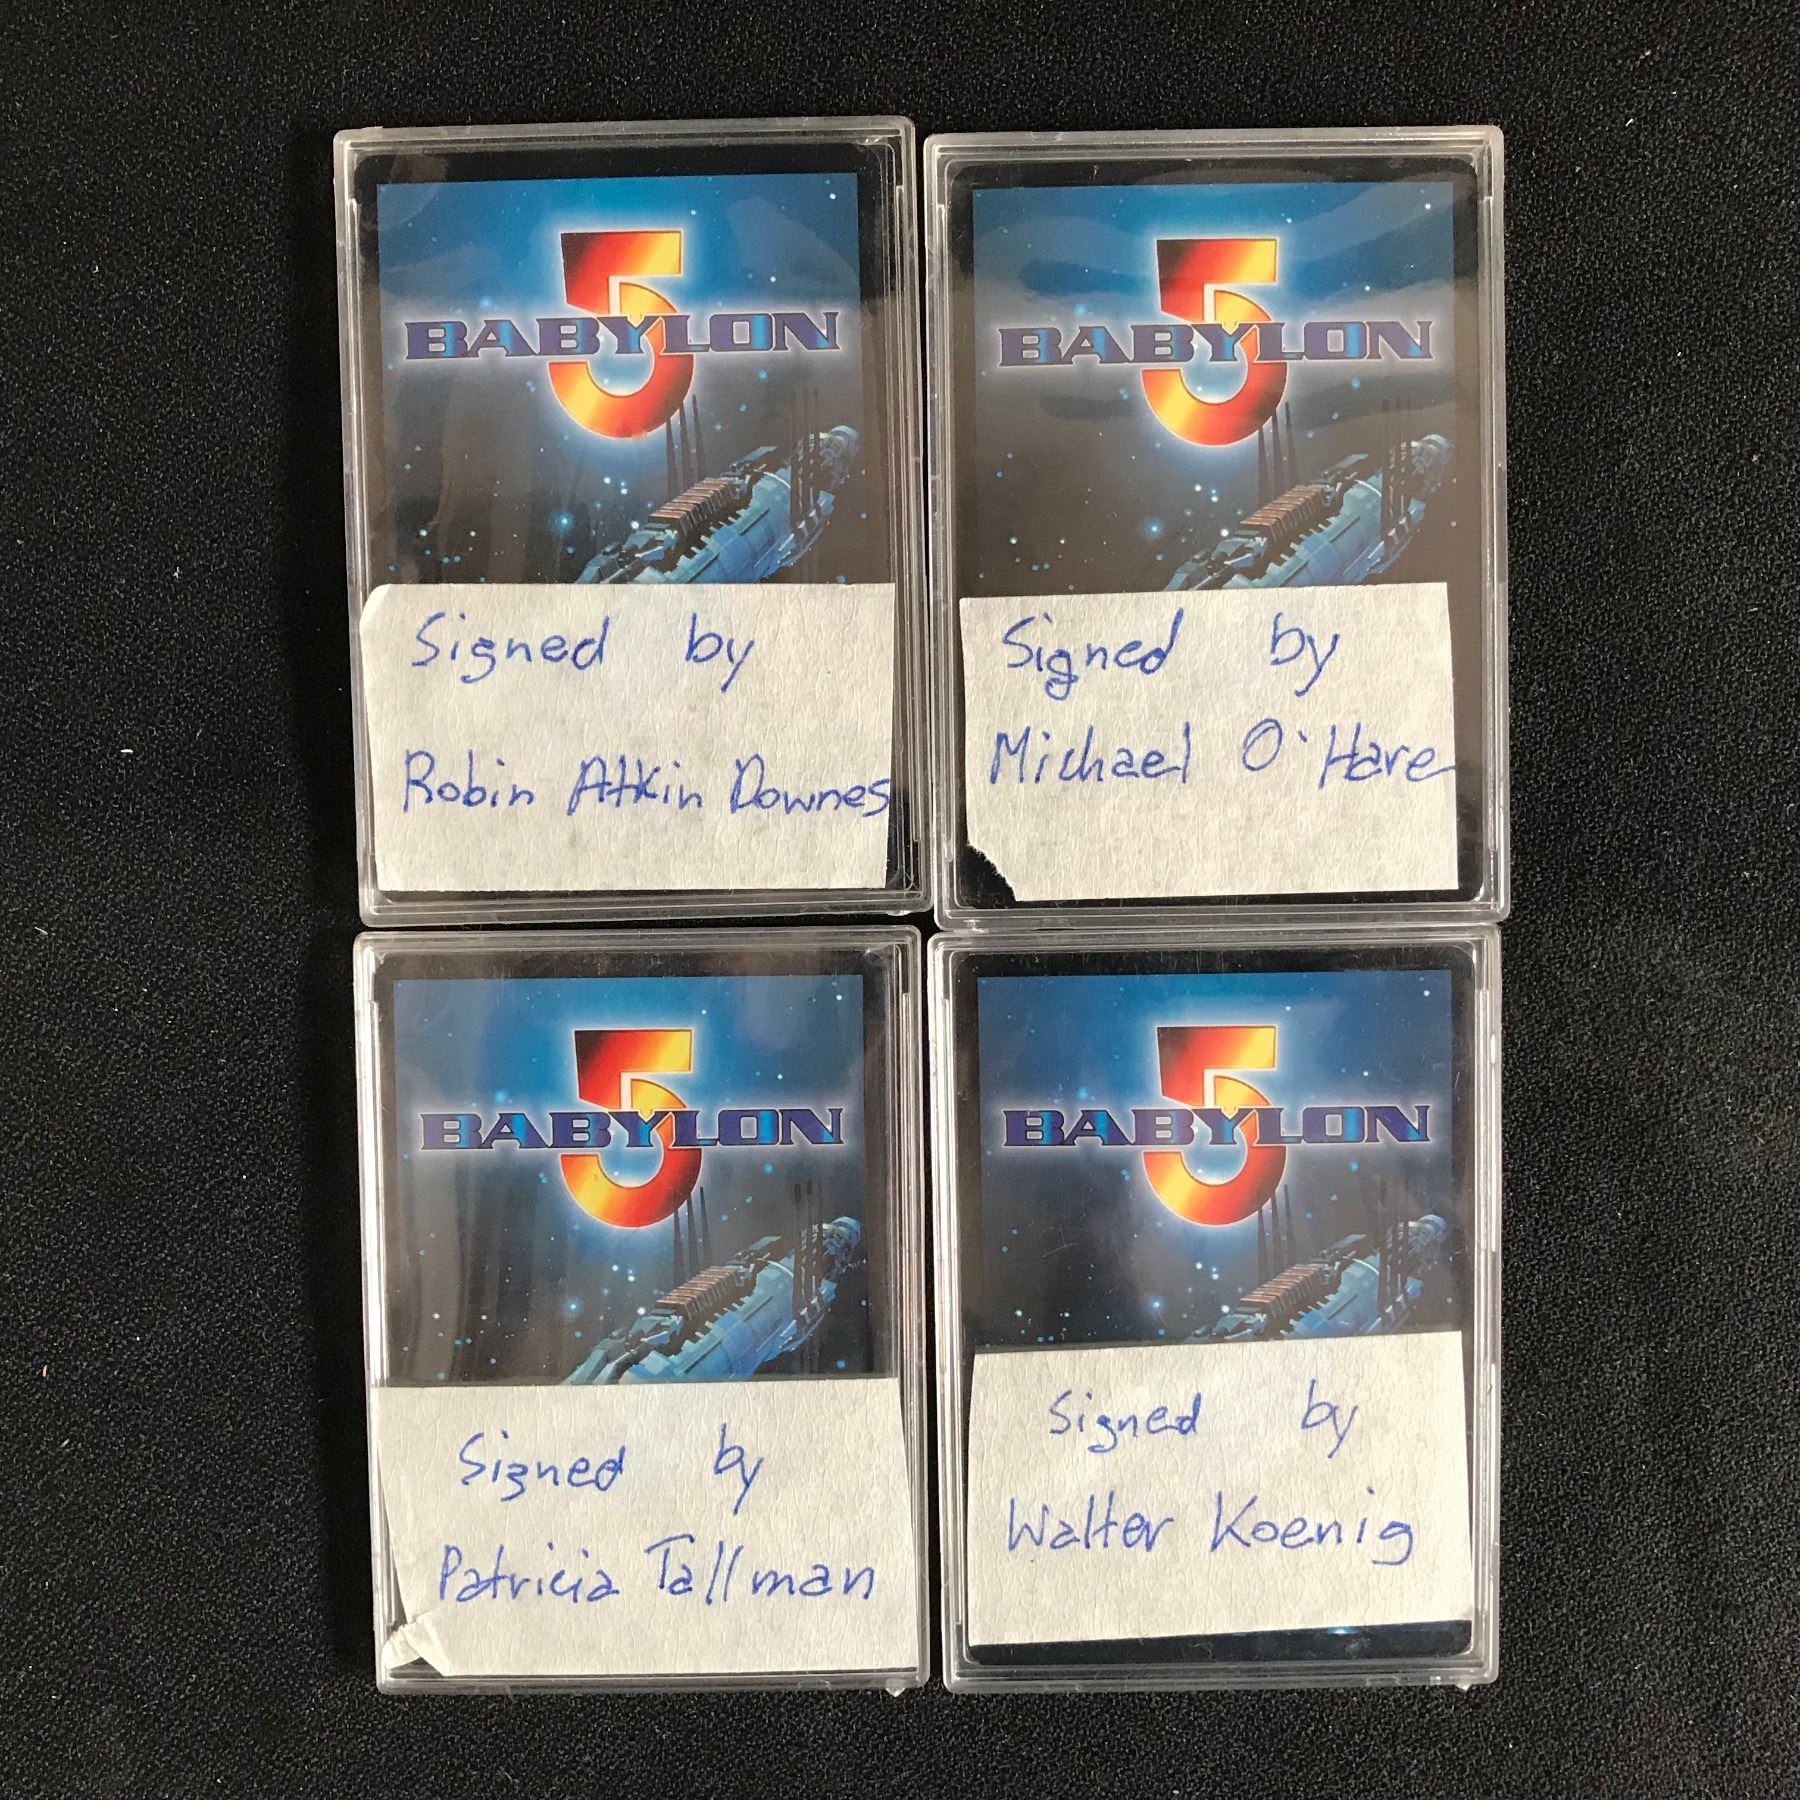 5
BABYLON
Signed by
Robin Atkin Downes
5
BABYLON
Signed by
Michael O'Hare
5
BABYLON
Signed by
Patricia Tallman
5
BABYLON
Signed by
Walter Koenig